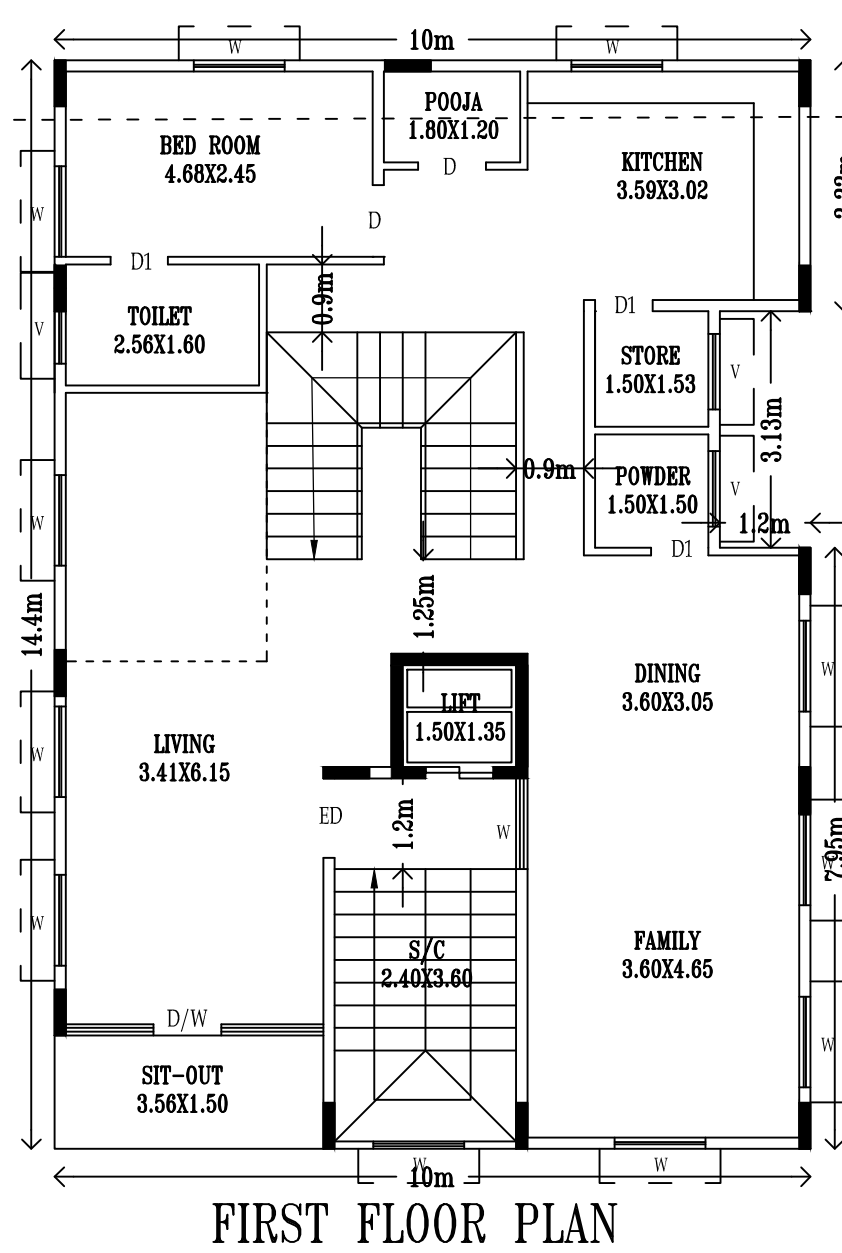 W
10m
W
POOJA
1.80X1.20
BED ROOM
4.68X2.45
D
KITCHEN
3.59X3.02
W
D
D1
0.9m
D1
TOILET
2.56X1.60
V
STORE
1.50X1.53
V
3.13m
0.9m
POWDER
1.50X1.50
V
W
1.2m
D1
14.4m
1.25m
DINING
3.60X3.05
W
LIFT
1.50X1.35
LIVING
3.41X6.15
W
ED
1.2m
W
7.95m
W
W
S/C
2.40X3.60
FAMILY
3.60X4.65
D/W
W
SIT-OUT
3.56X1.50
W
W
10m
FIRST FLOOR PLAN